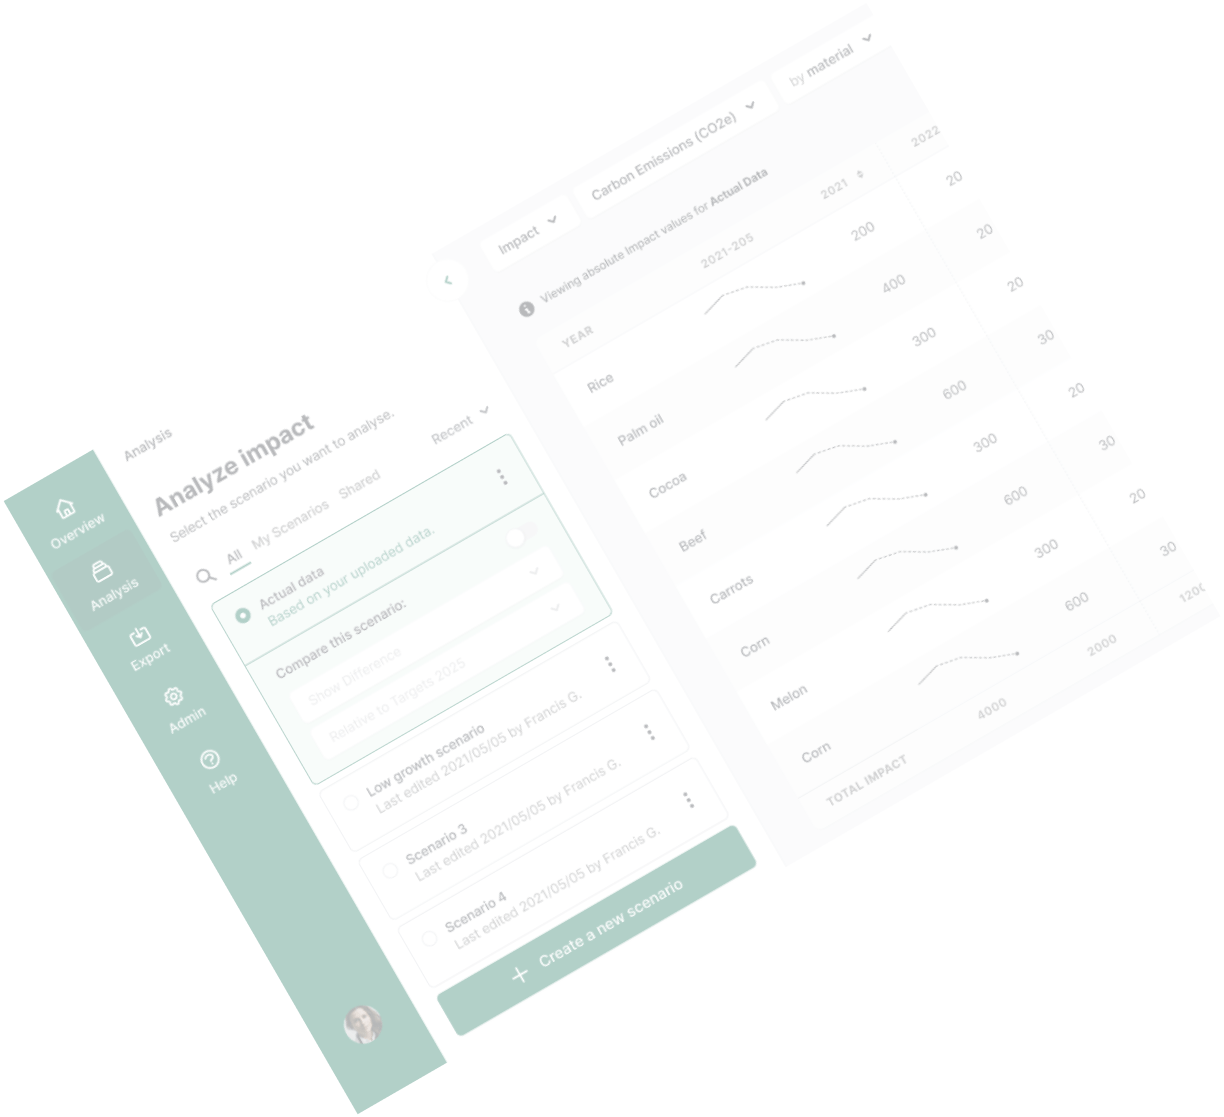 Overview
Analysis
Export
Admin
Help
Analysis
Analyze impact
Select the scenario you want to analyse.
All My Scenarios Shared Recent
Actual data
Based on your uploaded data.
Compare this scenario:
Show Difference
Relative to Targets 2025
Low growth scenario
Last edited 2021/05/05 by Francis G.
Scenario 3
Last edited 2021/05/05 by Francis G.
Scenario 4
Last edited 2021/05/05 by Francis G.
Create a new scenario
Impact Carbon Emissions (CO2e) by material
Viewing absolute Impact values for Actual Data
YEAR 2021-205 2021 2022
Rice 200 20
Palm oil 400 20
Cocoa 300 20
Beef 600 30
Carrots 300 20
Corn 600 30
Melon 300 20
Corn 600 30
TOTAL IMPACT 4000 2000